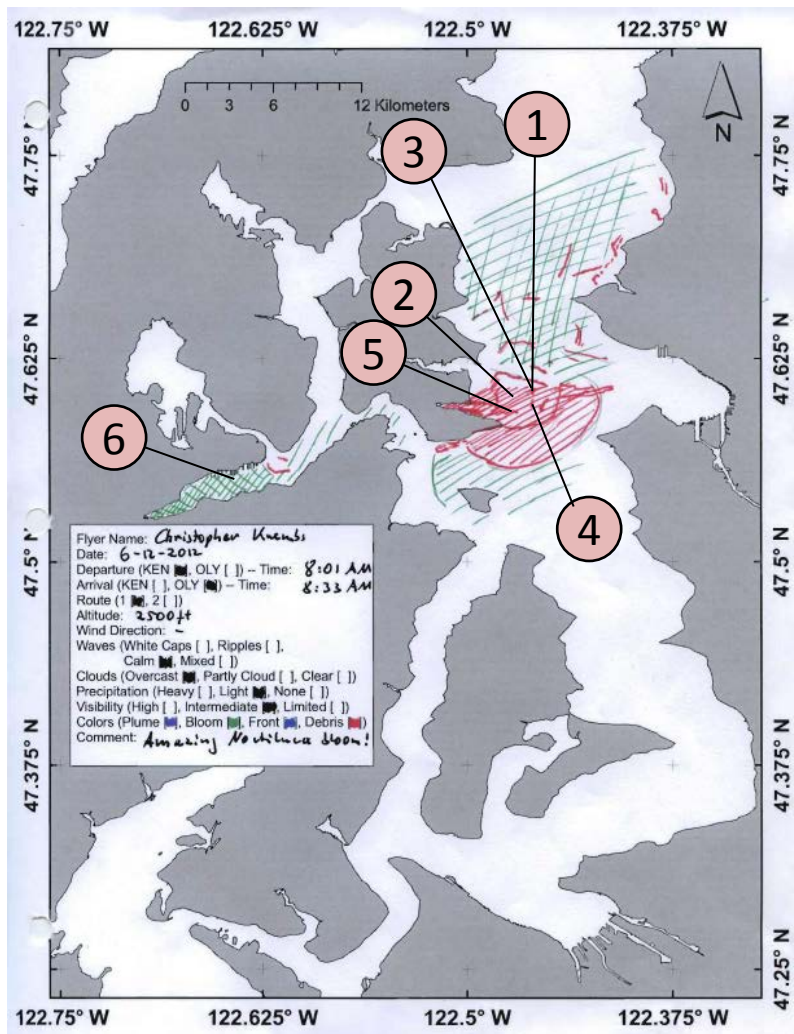 122.75° W 122.625° W 122.5° W 122.375° W
0 3 6 12 Kilometers
N
1
3
2
5
6
4
47.75° N 47.75° N
47.625° N 47.625° N
47.5° N 47.5° N
47.375° N 47.375° N
47.25° N 47.25° N
Flyer Name: Christopher Krembs
Date: 6-12-2012
Departure (KEN [ ], OLY [ ]) -- Time: 8:01 AM
Arrival (KEN [ ], OLY [ ]) -- Time: 8:33 AM
Route (1 [ ], 2 [ ])
Altitude: 2500ft
Wind Direction: -
Waves (White Caps [ ], Ripples [ ],
Calm [ ], Mixed [ ])
Clouds (Overcast [ ], Partly Cloud [ ], Clear [ ])
Precipitation (Heavy [ ], Light [ ], None [ ])
Visibility (High [ ], Intermediate [ ], Limited [ ])
Colors (Plume [ ], Bloom [ ], Front [ ], Debris [ ])
Comment: Amazing Noctiluca bloom!
122.75° W 122.625° W 122.5° W 122.375° W